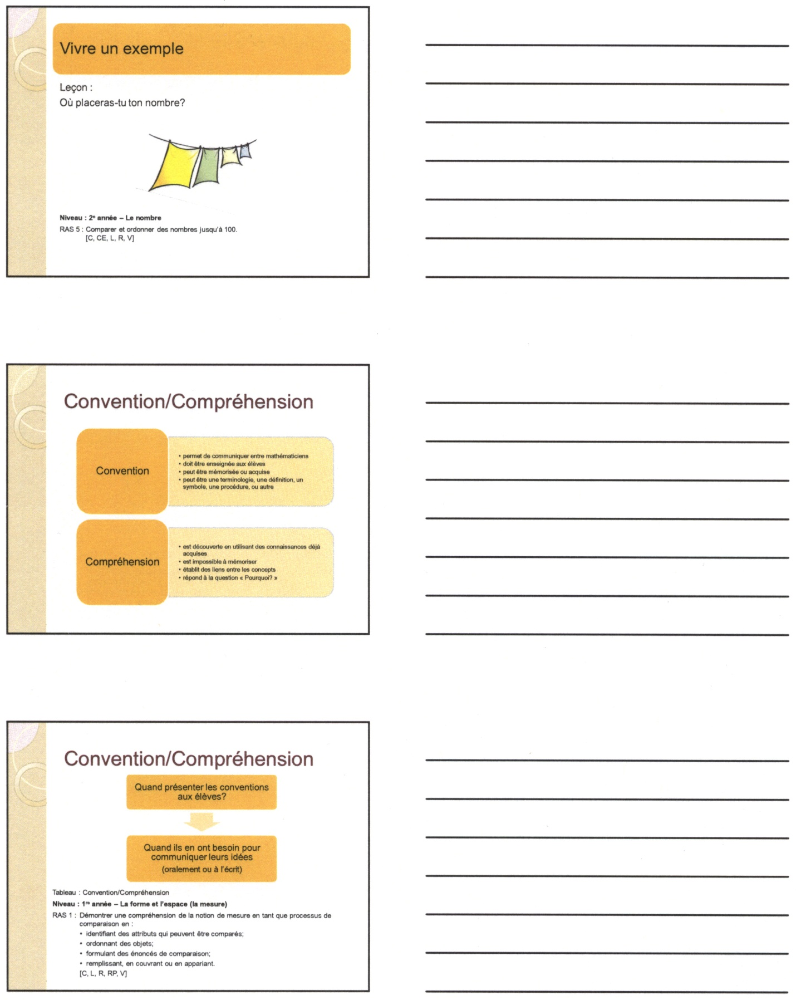 Vivre un exemple
Leçon :
Où placeras-tu ton nombre?
Niveau : 2e année – Le nombre
RAS 5 : Comparer et ordonner des nombres jusqu'à 100.
[C, CE, L, R, V]
Convention/Compréhension
Convention
• permet de communiquer entre mathématiciens
• doit être enseignée aux élèves
• peut être mémorisée ou acquise
• peut être une terminologie, une définition, un
symbole, une procédure, ou autre
Compréhension
• est découverte en utilisant des connaissances déjà
acquises
• est impossible à mémoriser
• établit des liens entre les concepts
• répond à la question « Pourquoi? »
Convention/Compréhension
Quand présenter les conventions
aux élèves?
Quand ils en ont besoin pour
communiquer leurs idées
(oralement ou à l'écrit)
Tableau : Convention/Compréhension
Niveau : 1re année – La forme et l'espace (la mesure)
RAS 1 : Démontrer une compréhension de la notion de mesure en tant que processus de
comparaison en :
• identifiant des attributs qui peuvent être comparés;
• ordonnant des objets;
• formulant des énoncés de comparaison;
• remplissant, en couvrant ou en appariant.
[C, L, R, RP, V]